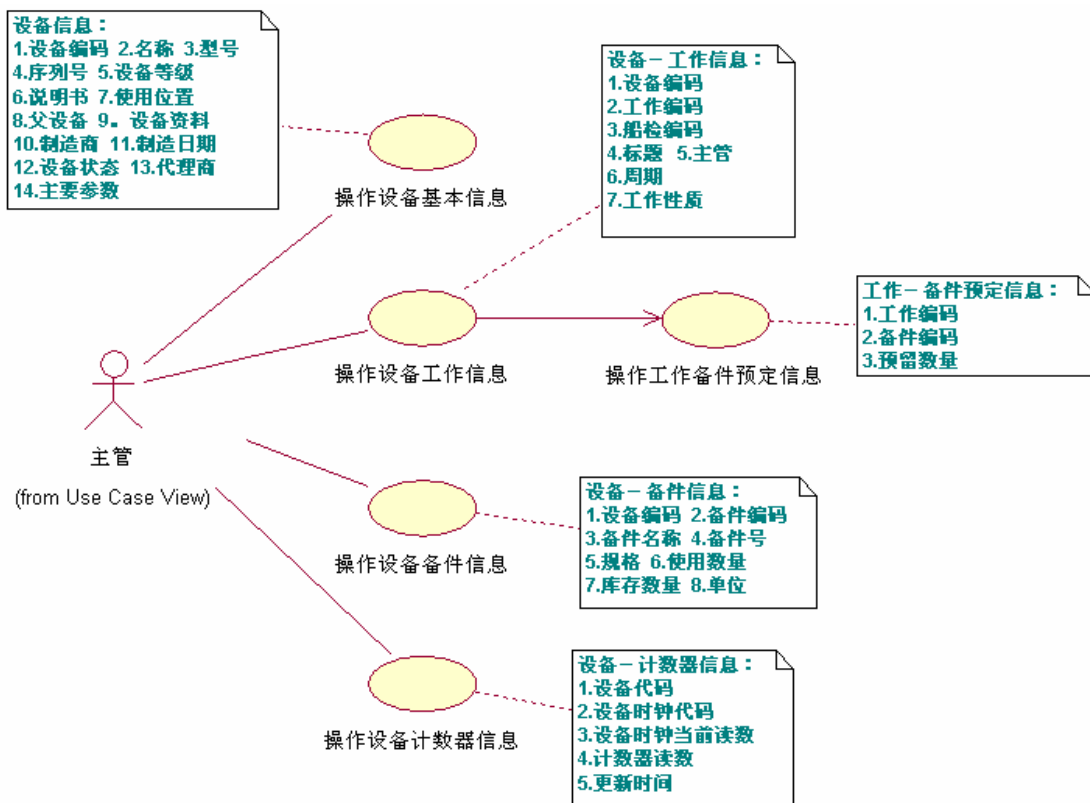 设备信息：
1.设备编码 2.名称 3.型号
4.序列号 5.设备等级
6.说明书 7.使用位置
8.父设备 9。设备资料
10.制造商 11.制造日期
12.设备状态 13.代理商
14.主要参数
操作设备基本信息
设备－工作信息：
1.设备编码
2.工作编码
3.船检编码
4.标题 5.主管
6.周期
7.工作性质
操作设备工作信息
操作工作备件预定信息
工作－备件预定信息：
1.工作编码
2.备件编码
3.预留数量
主管
(from Use Case View)
操作设备备件信息
设备－备件信息：
1.设备编码 2.备件编码
3.备件名称 4.备件号
5.规格 6.使用数量
7.库存数量 8.单位
操作设备计数器信息
设备－计数器信息：
1.设备代码
2.设备时钟代码
3.设备时钟当前读数
4.计数器读数
5.更新时间